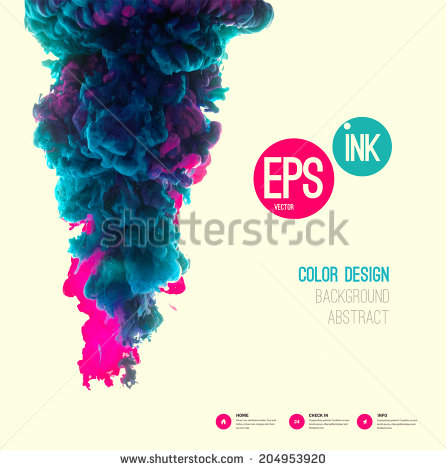 INK
EPS
VECTOR
COLOR DESIGN
BACKGROUND
ABSTRACT
HOME
24
CHECK IN
INFO
shutterstock
www.shutterstock.com · 204953920